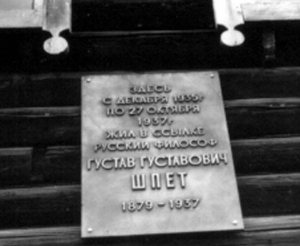 ЗДЕСЬ
С ДЕКАБРЯ 1935г
ПО 27 ОКТЯБРЯ
1937г
ЖИЛ В ССЫЛКЕ
РУССКИЙ ФИЛОСОФ
ГУСТАВ ГУСТАВОВИЧ
ШПЕТ
1879-1937